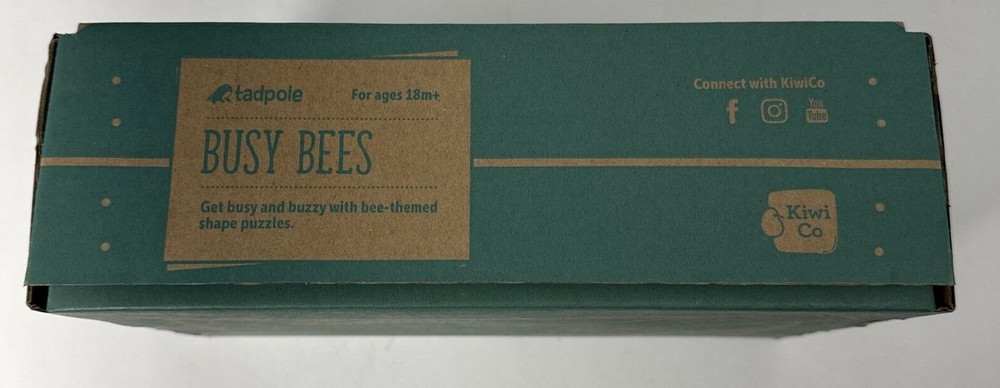 tadpole For ages 18m+
BUSY BEES
Get busy and buzzy with bee-themed
shape puzzles.
Connect with KiwiCo
f You
Tube
Kiwi
Co